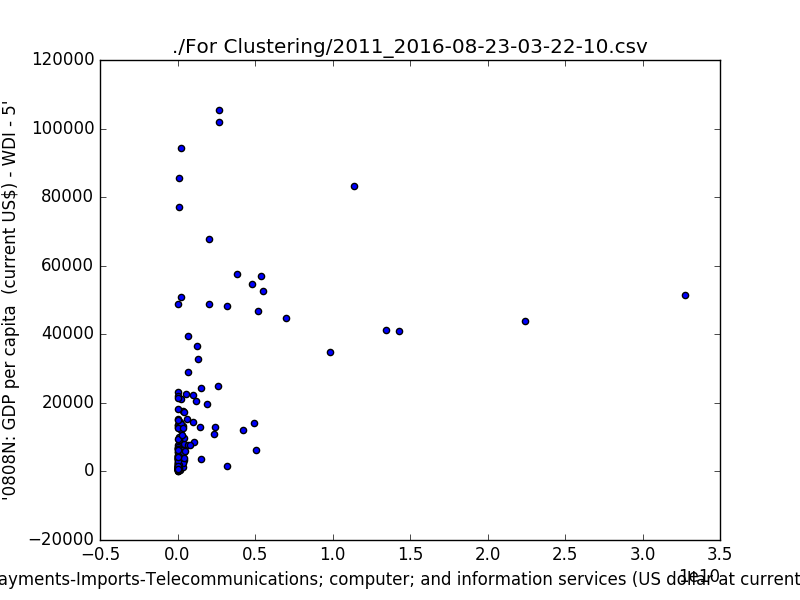 ./For Clustering/2011_2016-08-23-03-22-10.csv
'0808N: GDP per capita  (current US$) - WDI - 5'
120000
100000
80000
60000
40000
20000
0
−20000
−0.5 0.0 0.5 1.0 1.5 2.0 2.5 3.0 3.5
1e10
ayments-Imports-Telecommunications; computer; and information services (US dollar at current